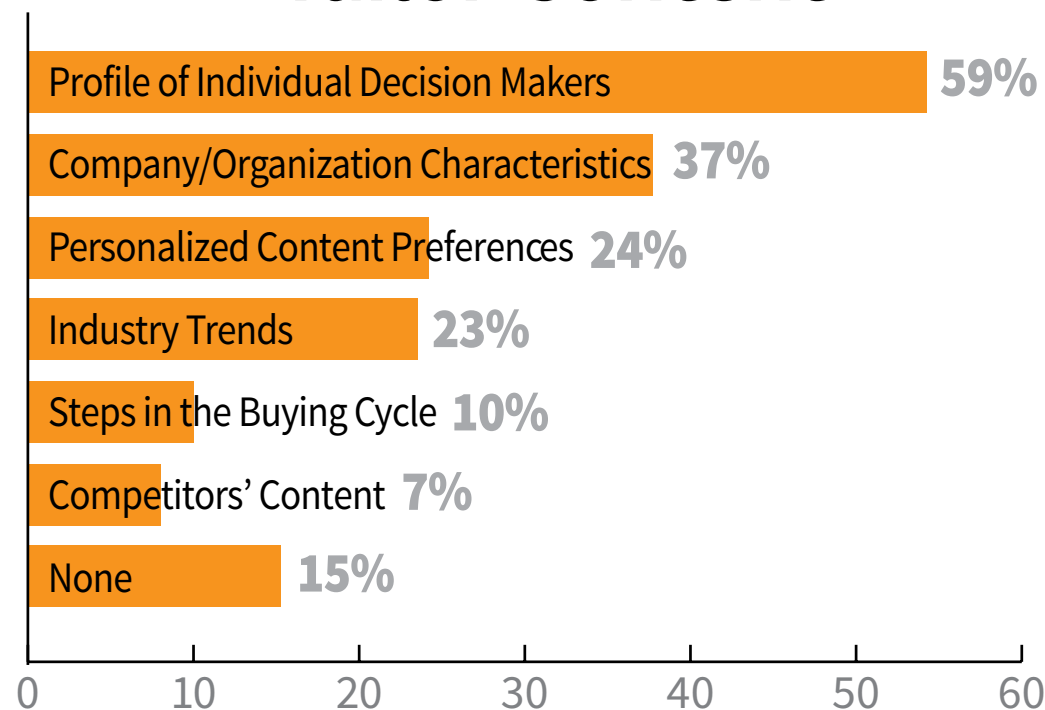 Profile of Individual Decision Makers 59%
Company/Organization Characteristics 37%
Personalized Content Preferences 24%
Industry Trends 23%
Steps in the Buying Cycle 10%
Competitors’ Content 7%
None 15%
0 10 20 30 40 50 60